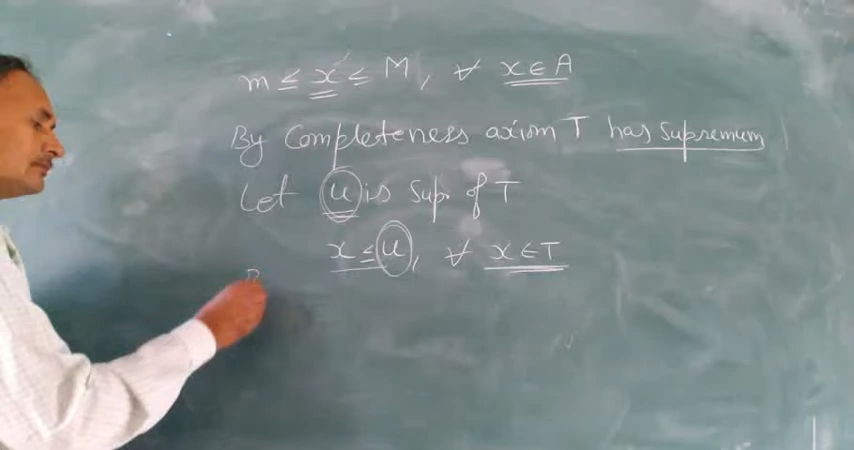 m ≤ x ≤ M, ∀ x ∈ A
By Completeness axiom T has Supremum
Let u is Sup. of T
x ≤ u, ∀ x ∈ T